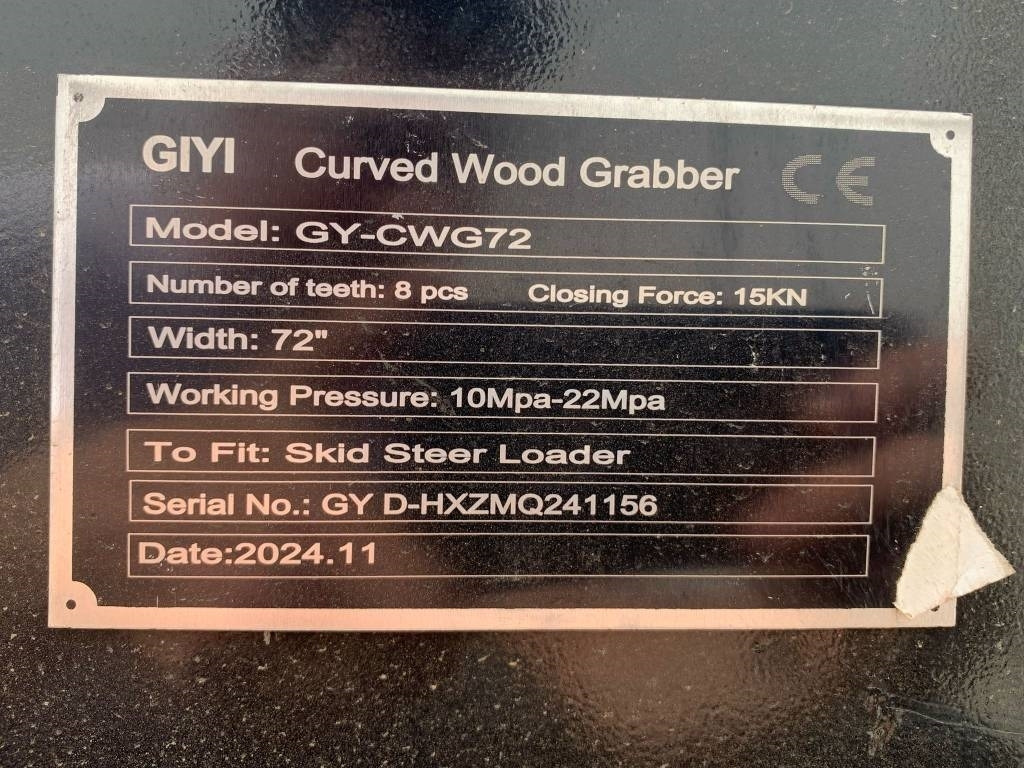 GIYI Curved Wood Grabber CE
Model: GY-CWG72
Number of teeth: 8 pcs Closing Force: 15KN
Width: 72"
Working Pressure: 10Mpa-22Mpa
To Fit: Skid Steer Loader
Serial No.: GY D-HXZMQ241156
Date:2024.11